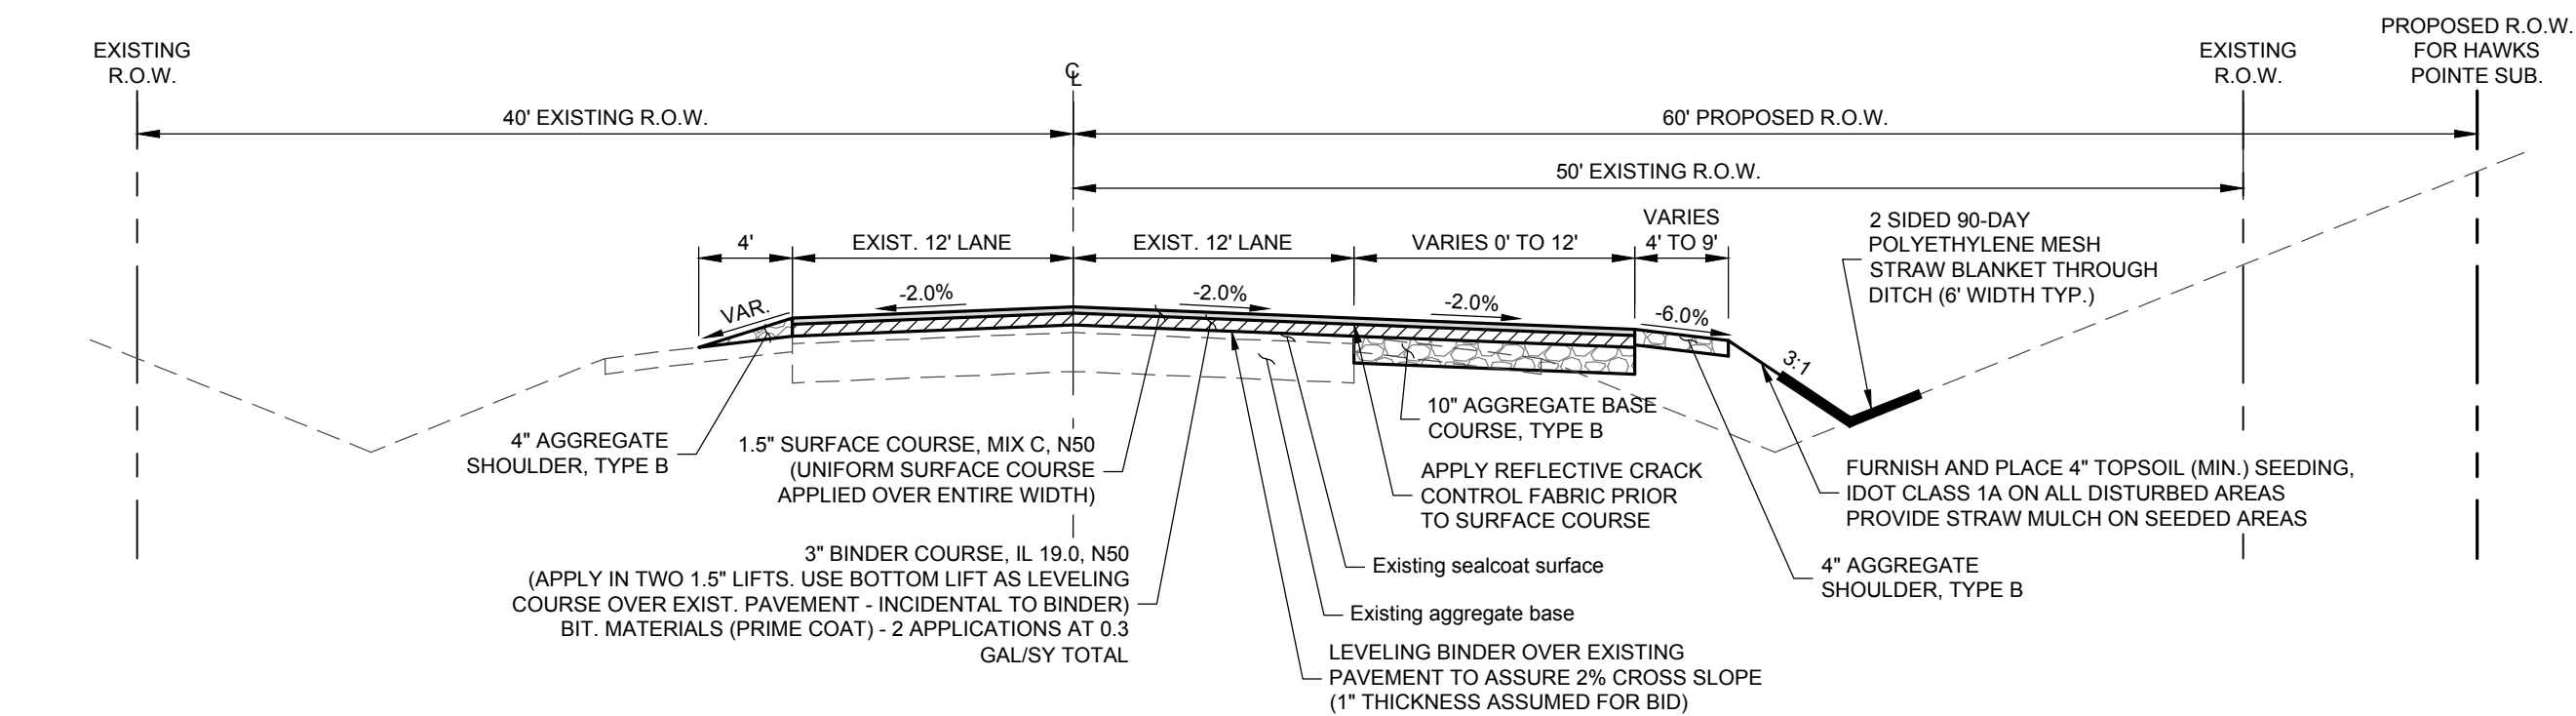 EXISTING
R.O.W.
℄
EXISTING
R.O.W.
PROPOSED R.O.W.
FOR HAWKS
POINTE SUB.
40' EXISTING R.O.W.
60' PROPOSED R.O.W.
50' EXISTING R.O.W.
4'
EXIST. 12' LANE
EXIST. 12' LANE
VARIES 0' TO 12'
VARIES
4' TO 9'
2 SIDED 90-DAY
POLYETHYLENE MESH
STRAW BLANKET THROUGH
DITCH (6' WIDTH TYP.)
VAR.
-2.0%
-2.0%
-2.0%
-6.0%
3:1
4" AGGREGATE
SHOULDER, TYPE B
1.5" SURFACE COURSE, MIX C, N50
(UNIFORM SURFACE COURSE
APPLIED OVER ENTIRE WIDTH)
3" BINDER COURSE, IL 19.0, N50
(APPLY IN TWO 1.5" LIFTS. USE BOTTOM LIFT AS LEVELING
COURSE OVER EXIST. PAVEMENT - INCIDENTAL TO BINDER)
BIT. MATERIALS (PRIME COAT) - 2 APPLICATIONS AT 0.3
GAL/SY TOTAL
10" AGGREGATE BASE
COURSE, TYPE B
APPLY REFLECTIVE CRACK
CONTROL FABRIC PRIOR
TO SURFACE COURSE
Existing sealcoat surface
Existing aggregate base
LEVELING BINDER OVER EXISTING
PAVEMENT TO ASSURE 2% CROSS SLOPE
(1" THICKNESS ASSUMED FOR BID)
FURNISH AND PLACE 4" TOPSOIL (MIN.) SEEDING,
IDOT CLASS 1A ON ALL DISTURBED AREAS
PROVIDE STRAW MULCH ON SEEDED AREAS
4" AGGREGATE
SHOULDER, TYPE B